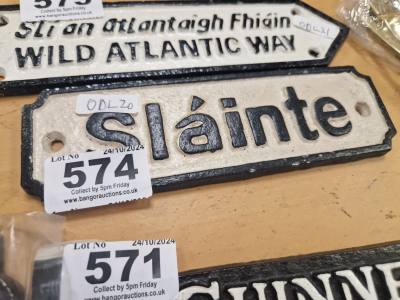 Slí an atlantaigh Fhiáin
WILD ATLANTIC WAY
ODL21
ODL20
Sláinte
Lot No 24/10/2024
574
Collect by 5pm Friday
www.bangorauctions.co.uk
Lot No 24/10/2024
571
Collect by 5pm Friday
www.bangorauctions.co.uk